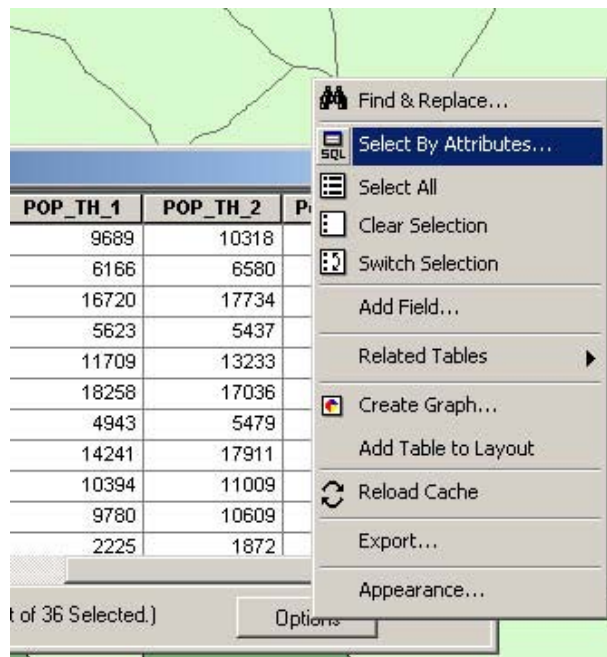 Find & Replace...
SQL Select By Attributes...
Select All
Clear Selection
Switch Selection
Add Field...
Related Tables
Create Graph...
Add Table to Layout
Reload Cache
Export...
Appearance...
POP_TH_1 POP_TH_2
9689 10318
6166 6580
16720 17734
5623 5437
11709 13233
18258 17036
4943 5479
14241 17911
10394 11009
9780 10609
2225 1872
t of 36 Selected.) Options